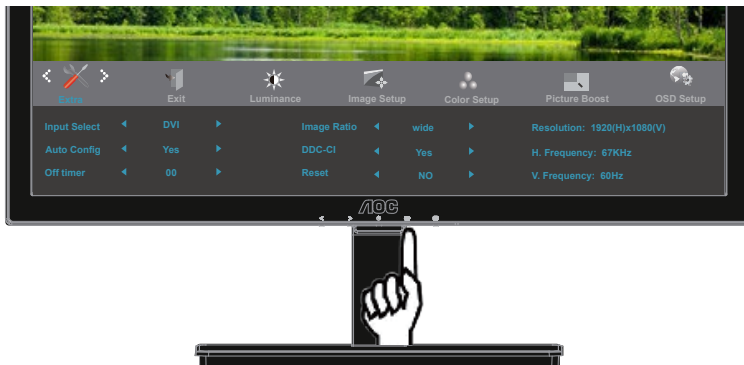 Extra Exit Luminance Image Setup Color Setup Picture Boost OSD Setup
Input Select DVI Image Ratio wide Resolution: 1920(H)x1080(V)
Auto Config Yes DDC-CI Yes H. Frequency: 67KHz
Off timer 00 Reset NO V. Frequency: 60Hz
AOC